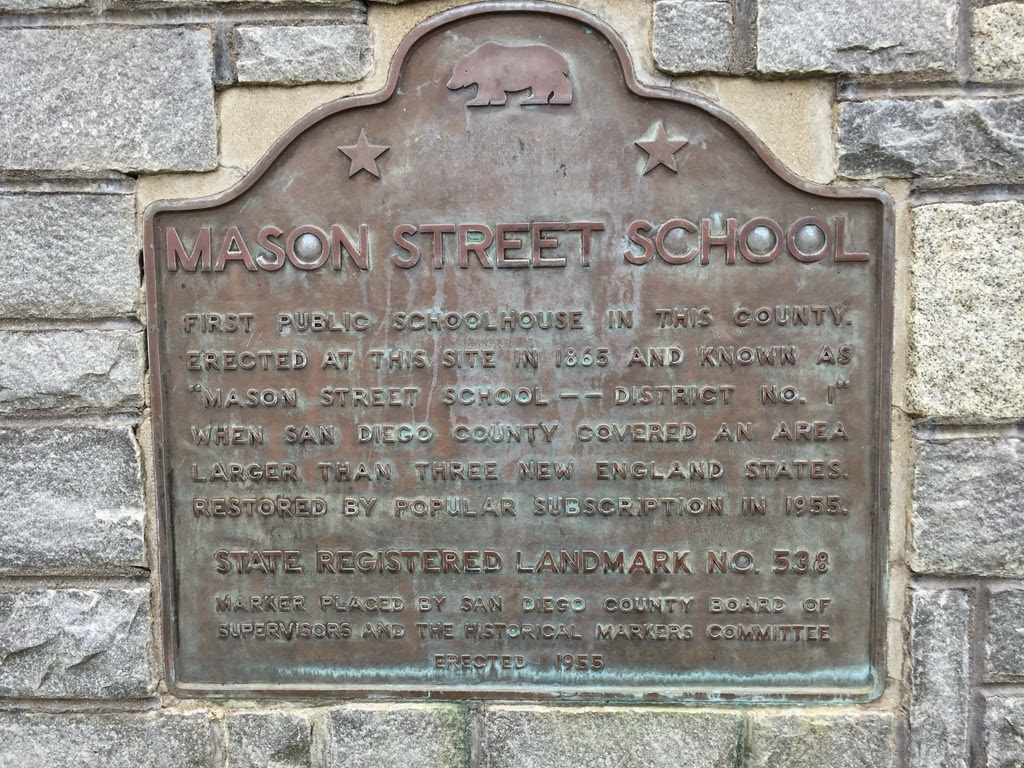 MASON STREET SCHOOL
FIRST PUBLIC SCHOOLHOUSE IN THIS COUNTY.
ERECTED AT THIS SITE IN 1865 AND KNOWN AS
"MASON STREET SCHOOL -- DISTRICT NO. 1"
WHEN SAN DIEGO COUNTY COVERED AN AREA
LARGER THAN THREE NEW ENGLAND STATES.
RESTORED BY POPULAR SUBSCRIPTION IN 1955.
STATE REGISTERED LANDMARK NO. 538
MARKER PLACED BY SAN DIEGO COUNTY BOARD OF
SUPERVISORS AND THE HISTORICAL MARKERS COMMITTEE
ERECTED 1955